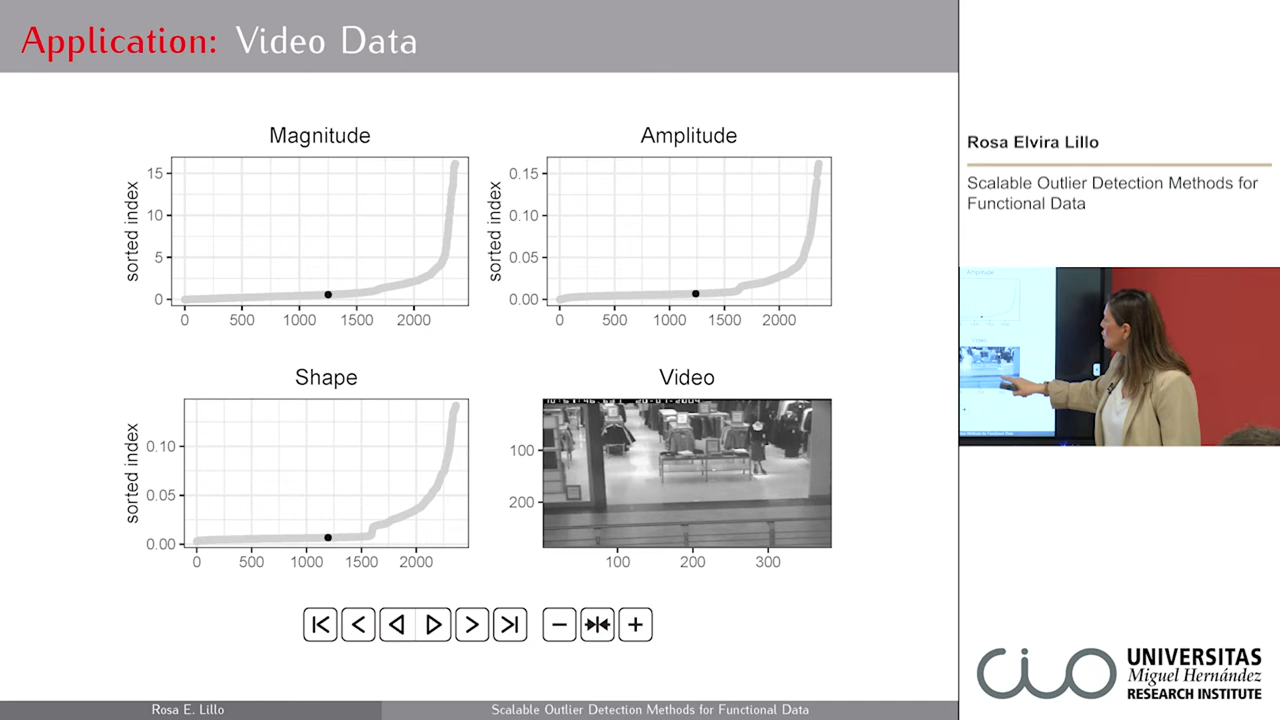 Application: Video Data
Magnitude
sorted index
15
10
5
0
0 500 1000 1500 2000
Amplitude
sorted index
0.15
0.10
0.05
0.00
0 500 1000 1500 2000
Shape
sorted index
0.10
0.05
0.00
0 500 1000 1500 2000
Video
100
200
100 200 300
Rosa E. Lillo
Scalable Outlier Detection Methods for Functional Data
Rosa Elvira Lillo
Scalable Outlier Detection Methods for
Functional Data
Amplitude
Video
CIO
UNIVERSITAS
Miguel Hernández
RESEARCH INSTITUTE